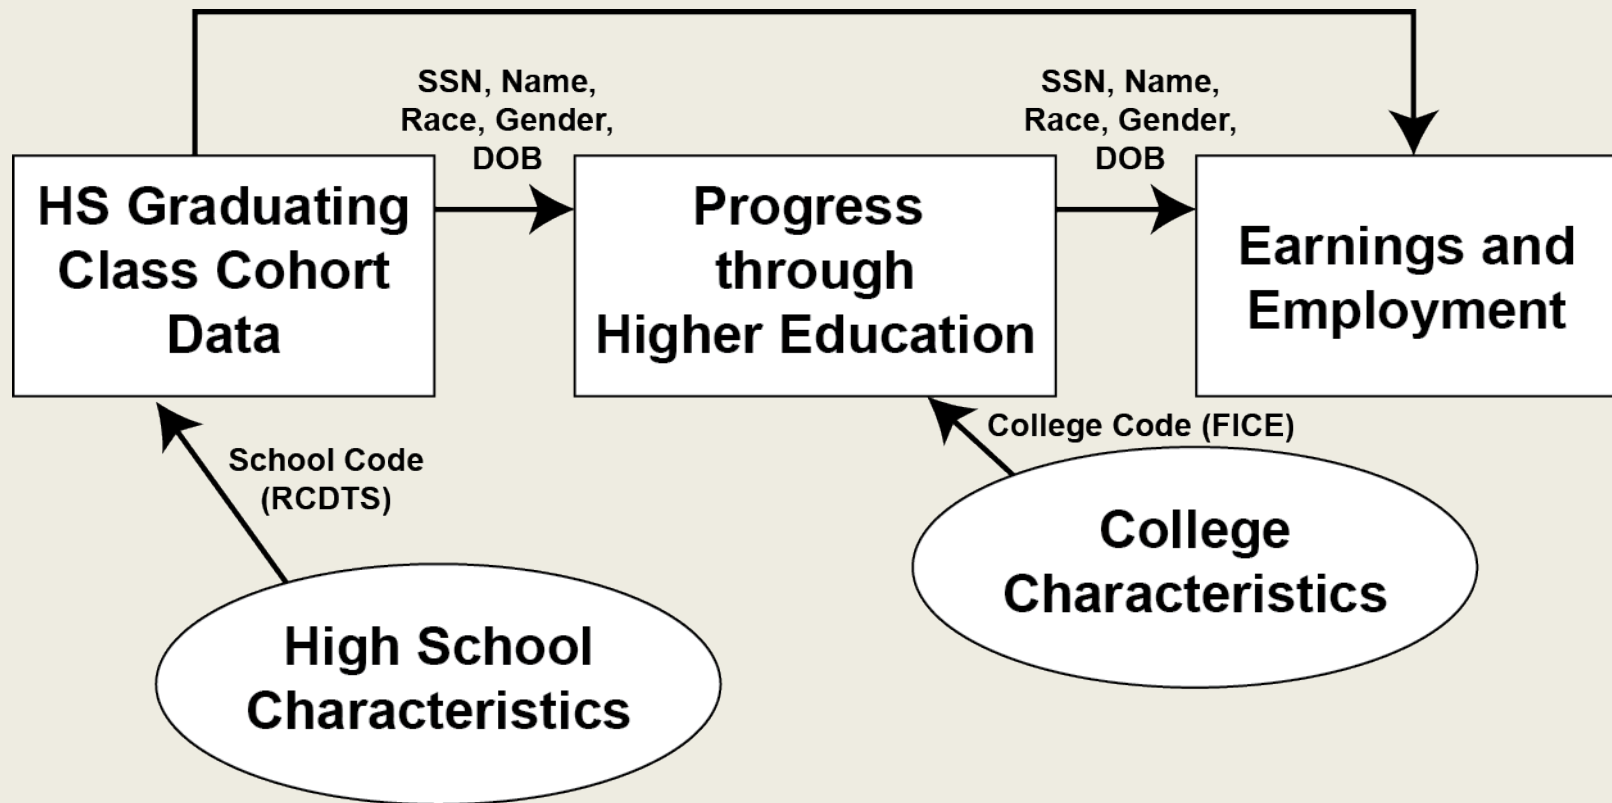 SSN, Name,
Race, Gender,
DOB
SSN, Name,
Race, Gender,
DOB
HS Graduating
Class Cohort
Data
Progress
through
Higher Education
Earnings and
Employment
School Code
(RCDTS)
College Code (FICE)
College
Characteristics
High School
Characteristics